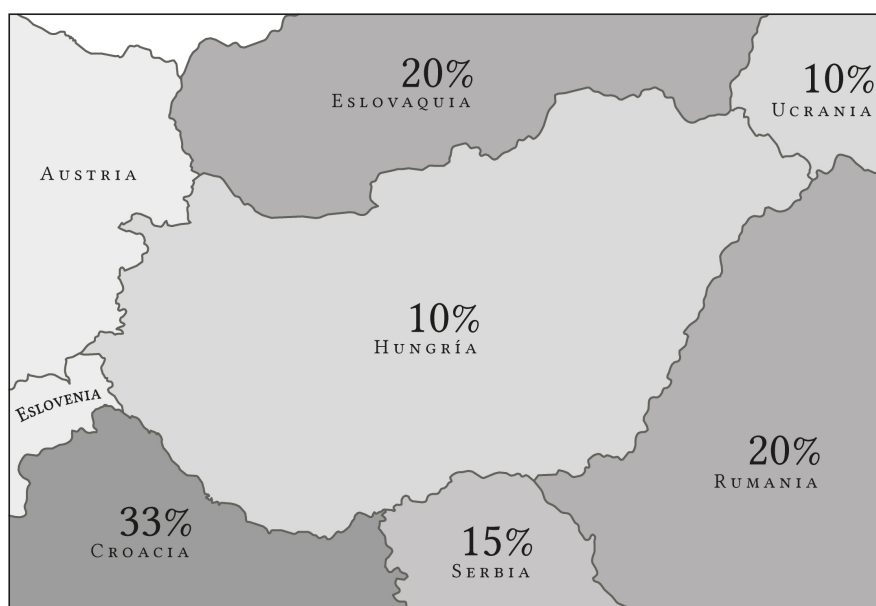 20%
ESLOVAQUIA
10%
UCRANIA
AUSTRIA
10%
HUNGRÍA
ESLOVENIA
20%
RUMANIA
33%
CROACIA
15%
SERBIA